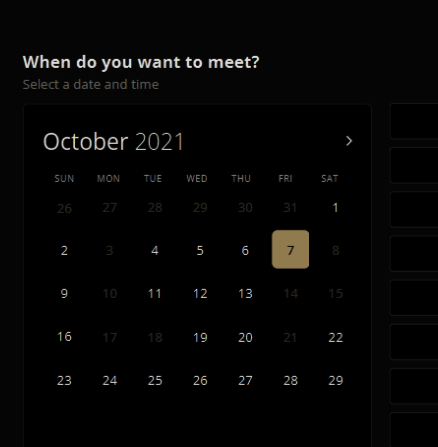 When do you want to meet?
Select a date and time
October 2021 >
SUN MON TUE WED THU FRI SAT
26 27 28 29 30 31 1
2 3 4 5 6 7 8
9 10 11 12 13 14 15
16 17 18 19 20 21 22
23 24 25 26 27 28 29